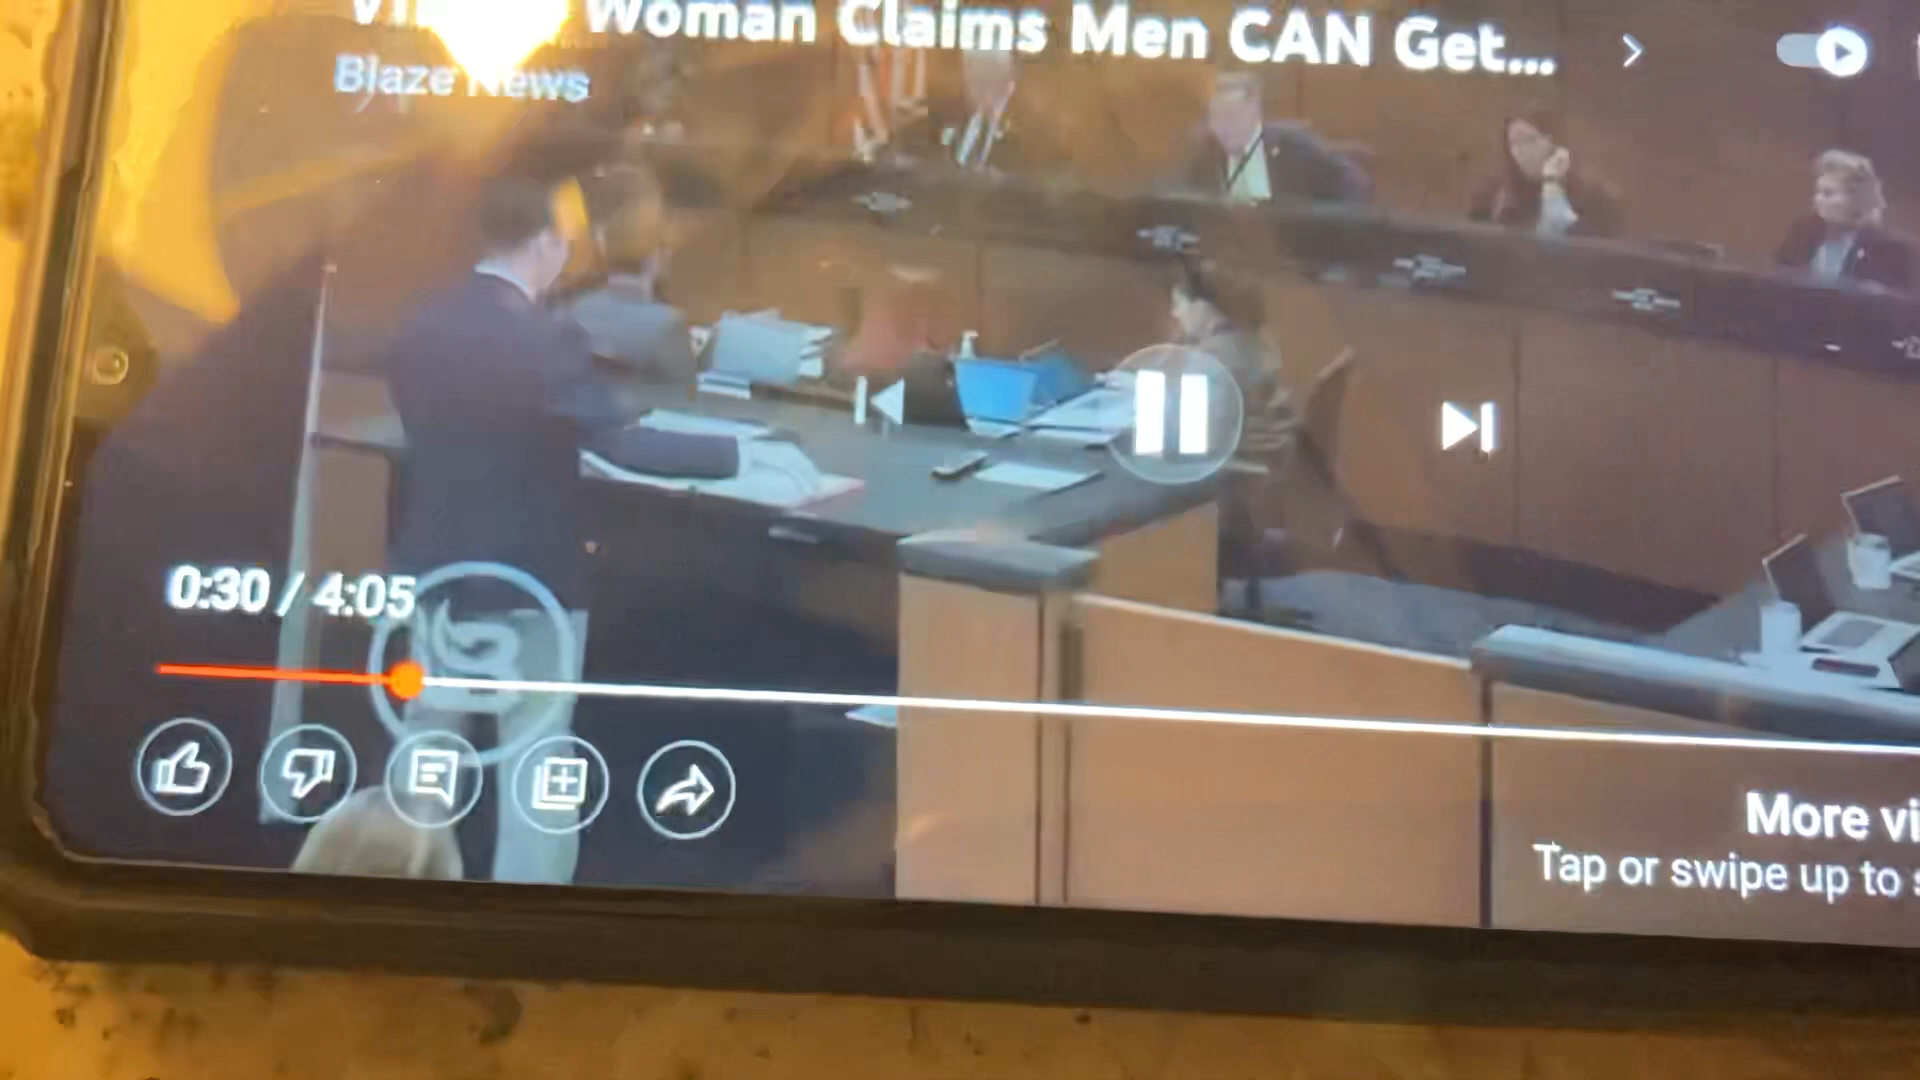 Woman Claims Men CAN Get...
Blaze News
0:30 / 4:05
More vi
Tap or swipe up to s